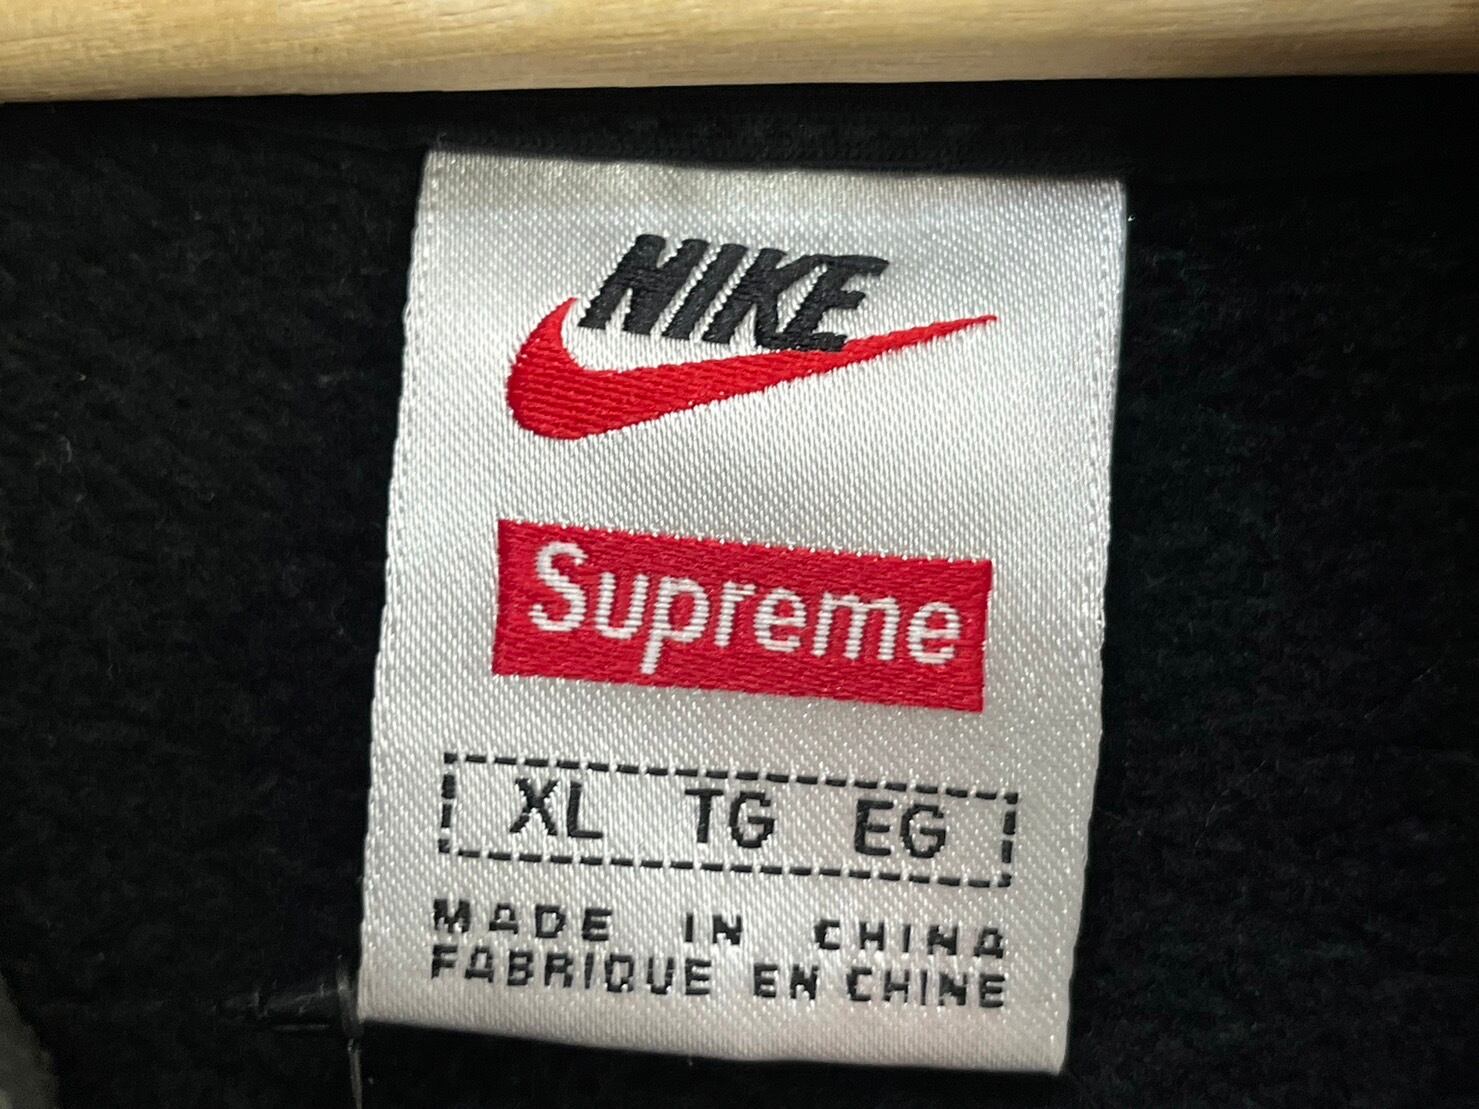 NIKE
Supreme
XL TG EG
MADE IN CHINA
FABRIQUE EN CHINE